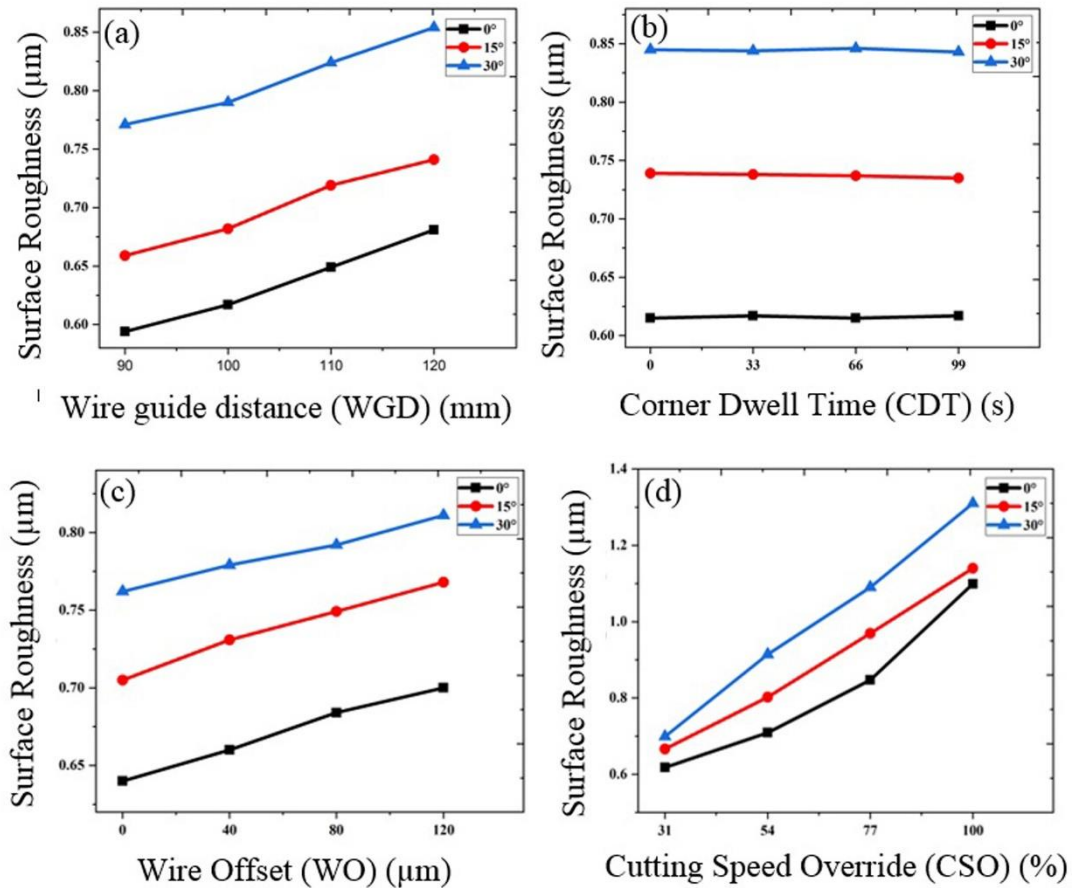 (a)
0°
15°
30°
0.85
0.80
0.75
0.70
0.65
0.60
Surface Roughness (μm)
90 100 110 120
Wire guide distance (WGD) (mm)
(b)
0°
15°
30°
0.85
0.80
0.75
0.70
0.65
0.60
Surface Roughness (μm)
0 33 66 99
Corner Dwell Time (CDT) (s)
(c)
0°
15°
30°
0.80
0.75
0.70
0.65
Surface Roughness (μm)
0 40 80 120
Wire Offset (WO) (μm)
(d)
0°
15°
30°
1.4
1.2
1.0
0.8
0.6
Surface Roughness (μm)
31 54 77 100
Cutting Speed Override (CSO) (%)